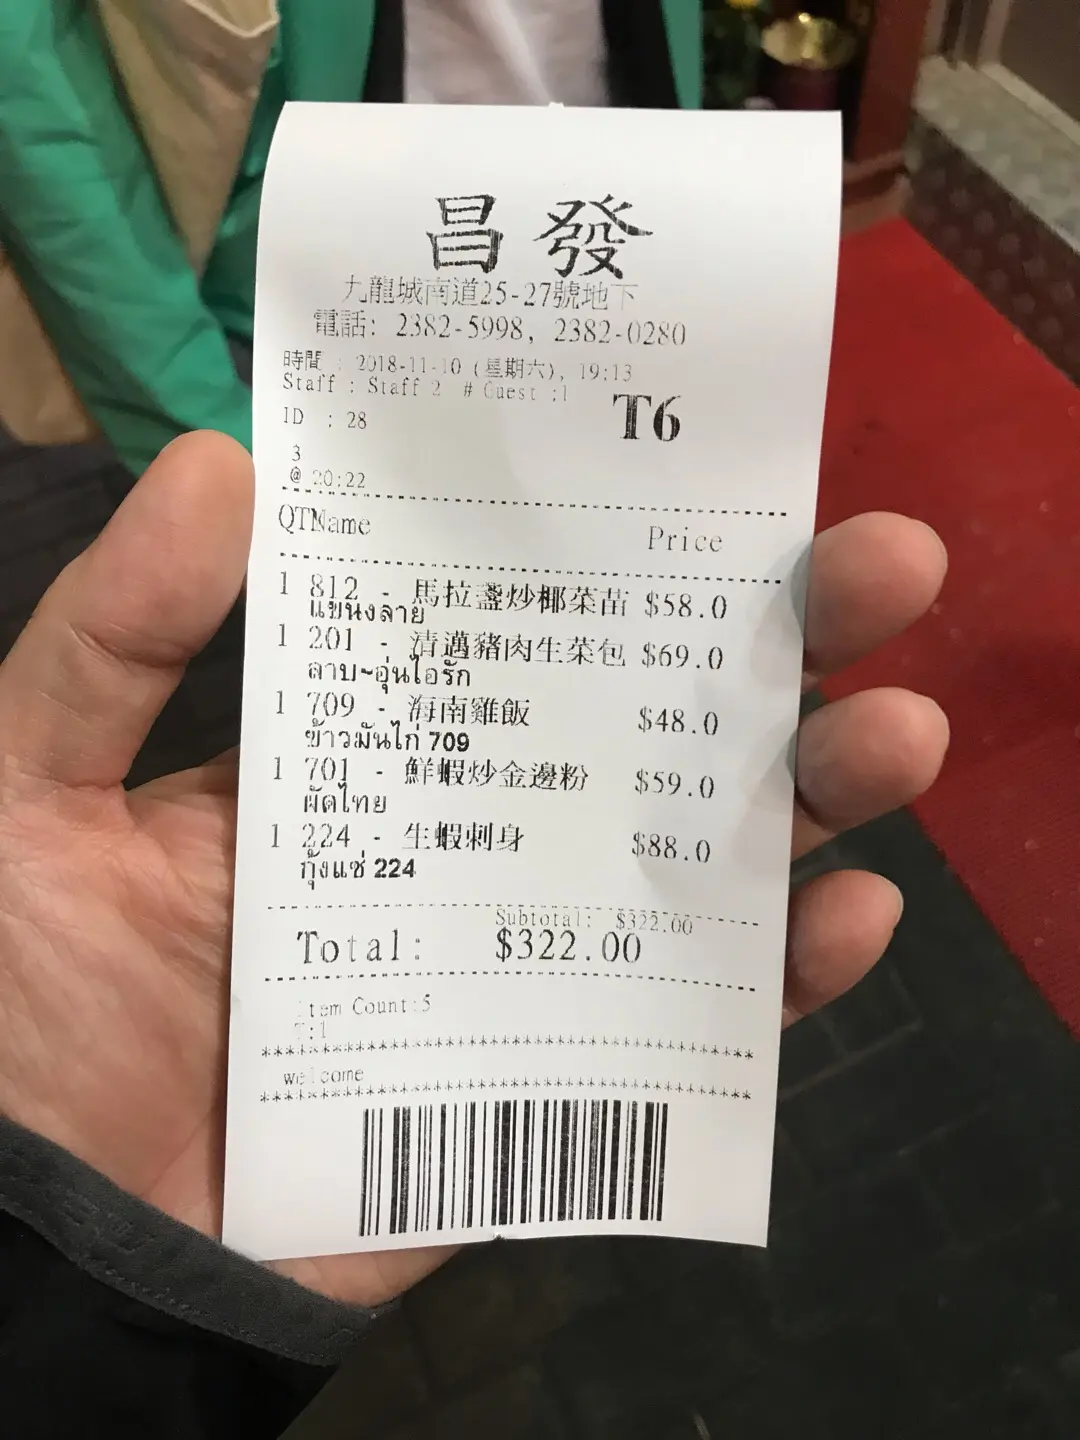 昌發
九龍城南道25-27號地下
電話: 2382-5998, 2382-0280
時間 : 2018-11-10 (星期六), 19:13
Staff : Staff 2 # Guest :1
T6
ID : 28
3
@ 20:22
QTName Price
1 812 - 馬拉盞炒椰菜苗 $58.0
แขนงลาย
1 201 - 清邁豬肉生菜包 $69.0
ลาบ~อุ่นไอรัก
1 709 - 海南雞飯 $48.0
ข้าวมันไก่ 709
1 701 - 鮮蝦炒金邊粉 $59.0
ผัดไทย
1 224 - 生蝦刺身 $88.0
กุ้งแช่ 224
Subtotal: $322.00
Total: $322.00
Item Count:5
T:1
welcome